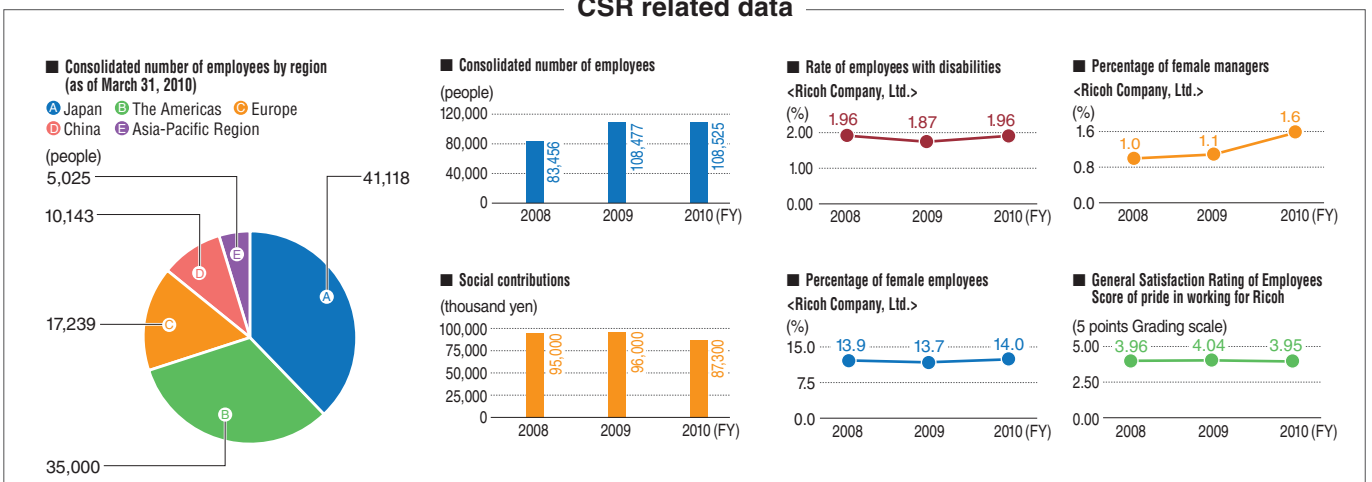 CSR related data
■ Consolidated number of employees by region
(as of March 31, 2010)
A Japan B The Americas C Europe
D China E Asia-Pacific Region
(people)
5,025
41,118
10,143
17,239
35,000
A
B
C
D
E
■ Consolidated number of employees
(people)
120,000
80,000
40,000
0
83,456
108,477
108,525
2008 2009 2010 (FY)
■ Rate of employees with disabilities
<Ricoh Company, Ltd.>
(%)
2.00
1.00
0.00
1.96 1.87 1.96
2008 2009 2010 (FY)
■ Percentage of female managers
<Ricoh Company, Ltd.>
(%)
1.6
0.8
0.0
1.0 1.1 1.6
2008 2009 2010 (FY)
■ Social contributions
(thousand yen)
100,000
75,000
50,000
25,000
0
95,000
96,000
87,300
2008 2009 2010 (FY)
■ Percentage of female employees
<Ricoh Company, Ltd.>
(%)
15.0
7.5
0.0
13.9 13.7 14.0
2008 2009 2010 (FY)
■ General Satisfaction Rating of Employees
Score of pride in working for Ricoh
(5 points Grading scale)
5.00
2.50
0.00
3.96 4.04 3.95
2008 2009 2010 (FY)